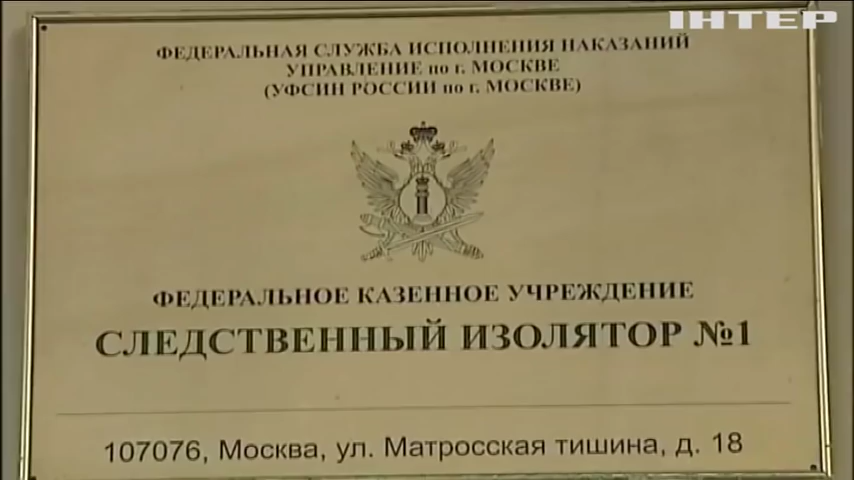 ІНТЕР
ФЕДЕРАЛЬНАЯ СЛУЖБА ИСПОЛНЕНИЯ НАКАЗАНИЙ
УПРАВЛЕНИЕ по г. МОСКВЕ
(УФСИН РОССИИ по г. МОСКВЕ)
ФЕДЕРАЛЬНОЕ КАЗЕННОЕ УЧРЕЖДЕНИЕ
СЛЕДСТВЕННЫЙ ИЗОЛЯТОР №1
107076, Москва, ул. Матросская тишина, д. 18